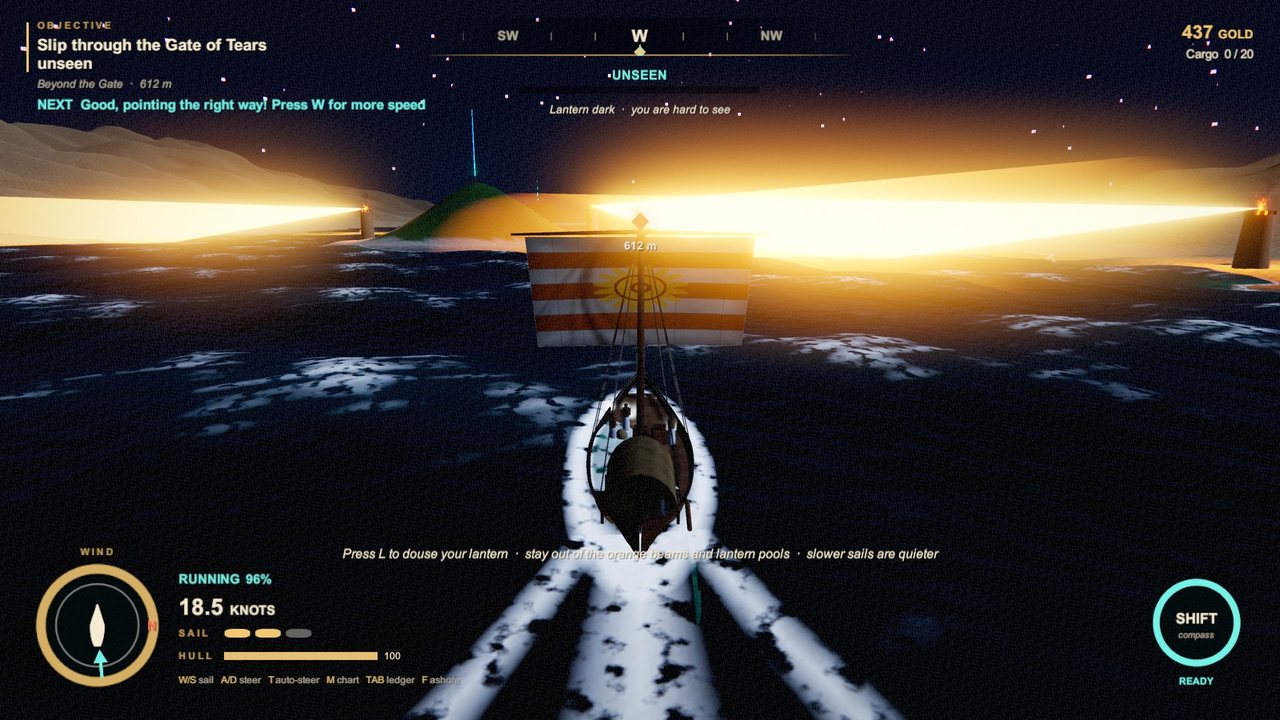 OBJECTIVE
Slip through the Gate of Tears
unseen
Beyond the Gate · 612 m
NEXT Good, pointing the right way! Press W for more speed
SW W NW
UNSEEN
Lantern dark · you are hard to see
437 GOLD
Cargo 0 / 20
612 m
Press L to douse your lantern · stay out of the orange beams and lantern pools · slower sails are quieter
WIND
N
RUNNING 96%
18.5 KNOTS
SAIL
HULL 100
W/S sail A/D steer T auto-steer M chart TAB ledger F ashore
SHIFT
compass
READY